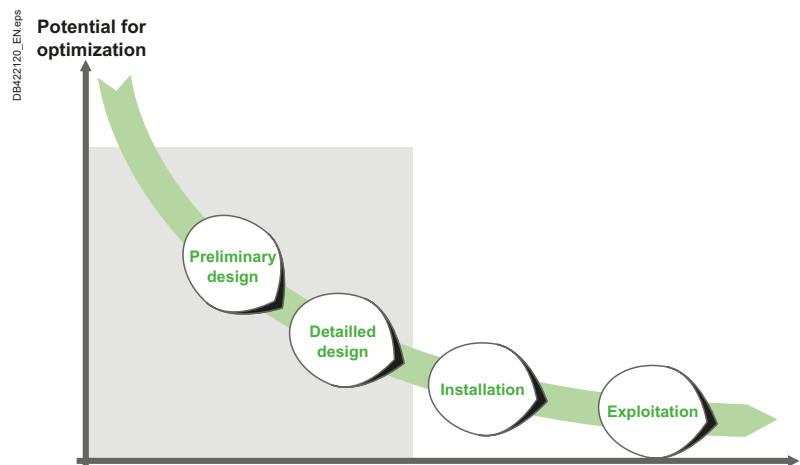 DB422120_EN.eps
Potential for
optimization
Preliminary
design
Detailled
design
Installation
Exploitation